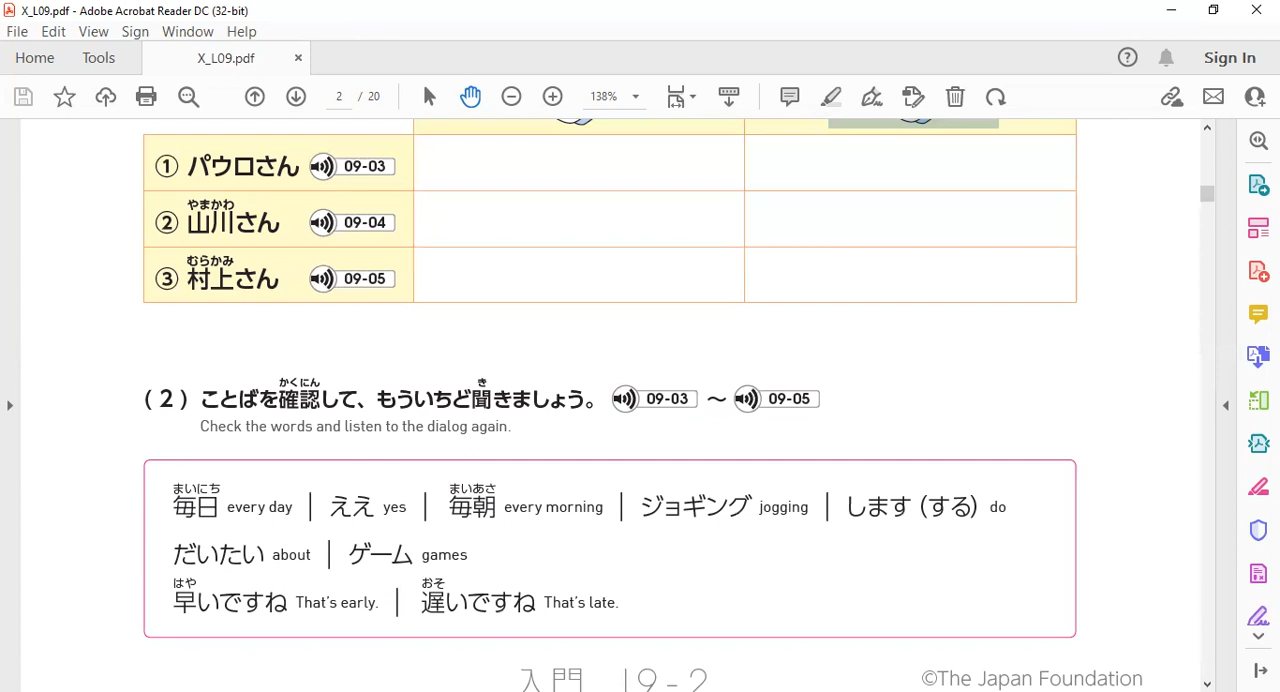 X_L09.pdf - Adobe Acrobat Reader DC (32-bit)
File Edit View Sign Window Help
Home Tools X_L09.pdf × Sign In
2 / 20 138%
① パウロさん 09-03
やまかわ
② 山川さん 09-04
むらかみ
③ 村上さん 09-05
かくにん き
(2) ことばを確認して、もういちど聞きましょう。 09-03 ～ 09-05
Check the words and listen to the dialog again.
まいにち まいあさ
毎日 every day | ええ yes | 毎朝 every morning | ジョギング jogging | します (する) do
だいたい about | ゲーム games
はや おそ
早いですね That's early. | 遅いですね That's late.
入門 L9 - 2
©The Japan Foundation